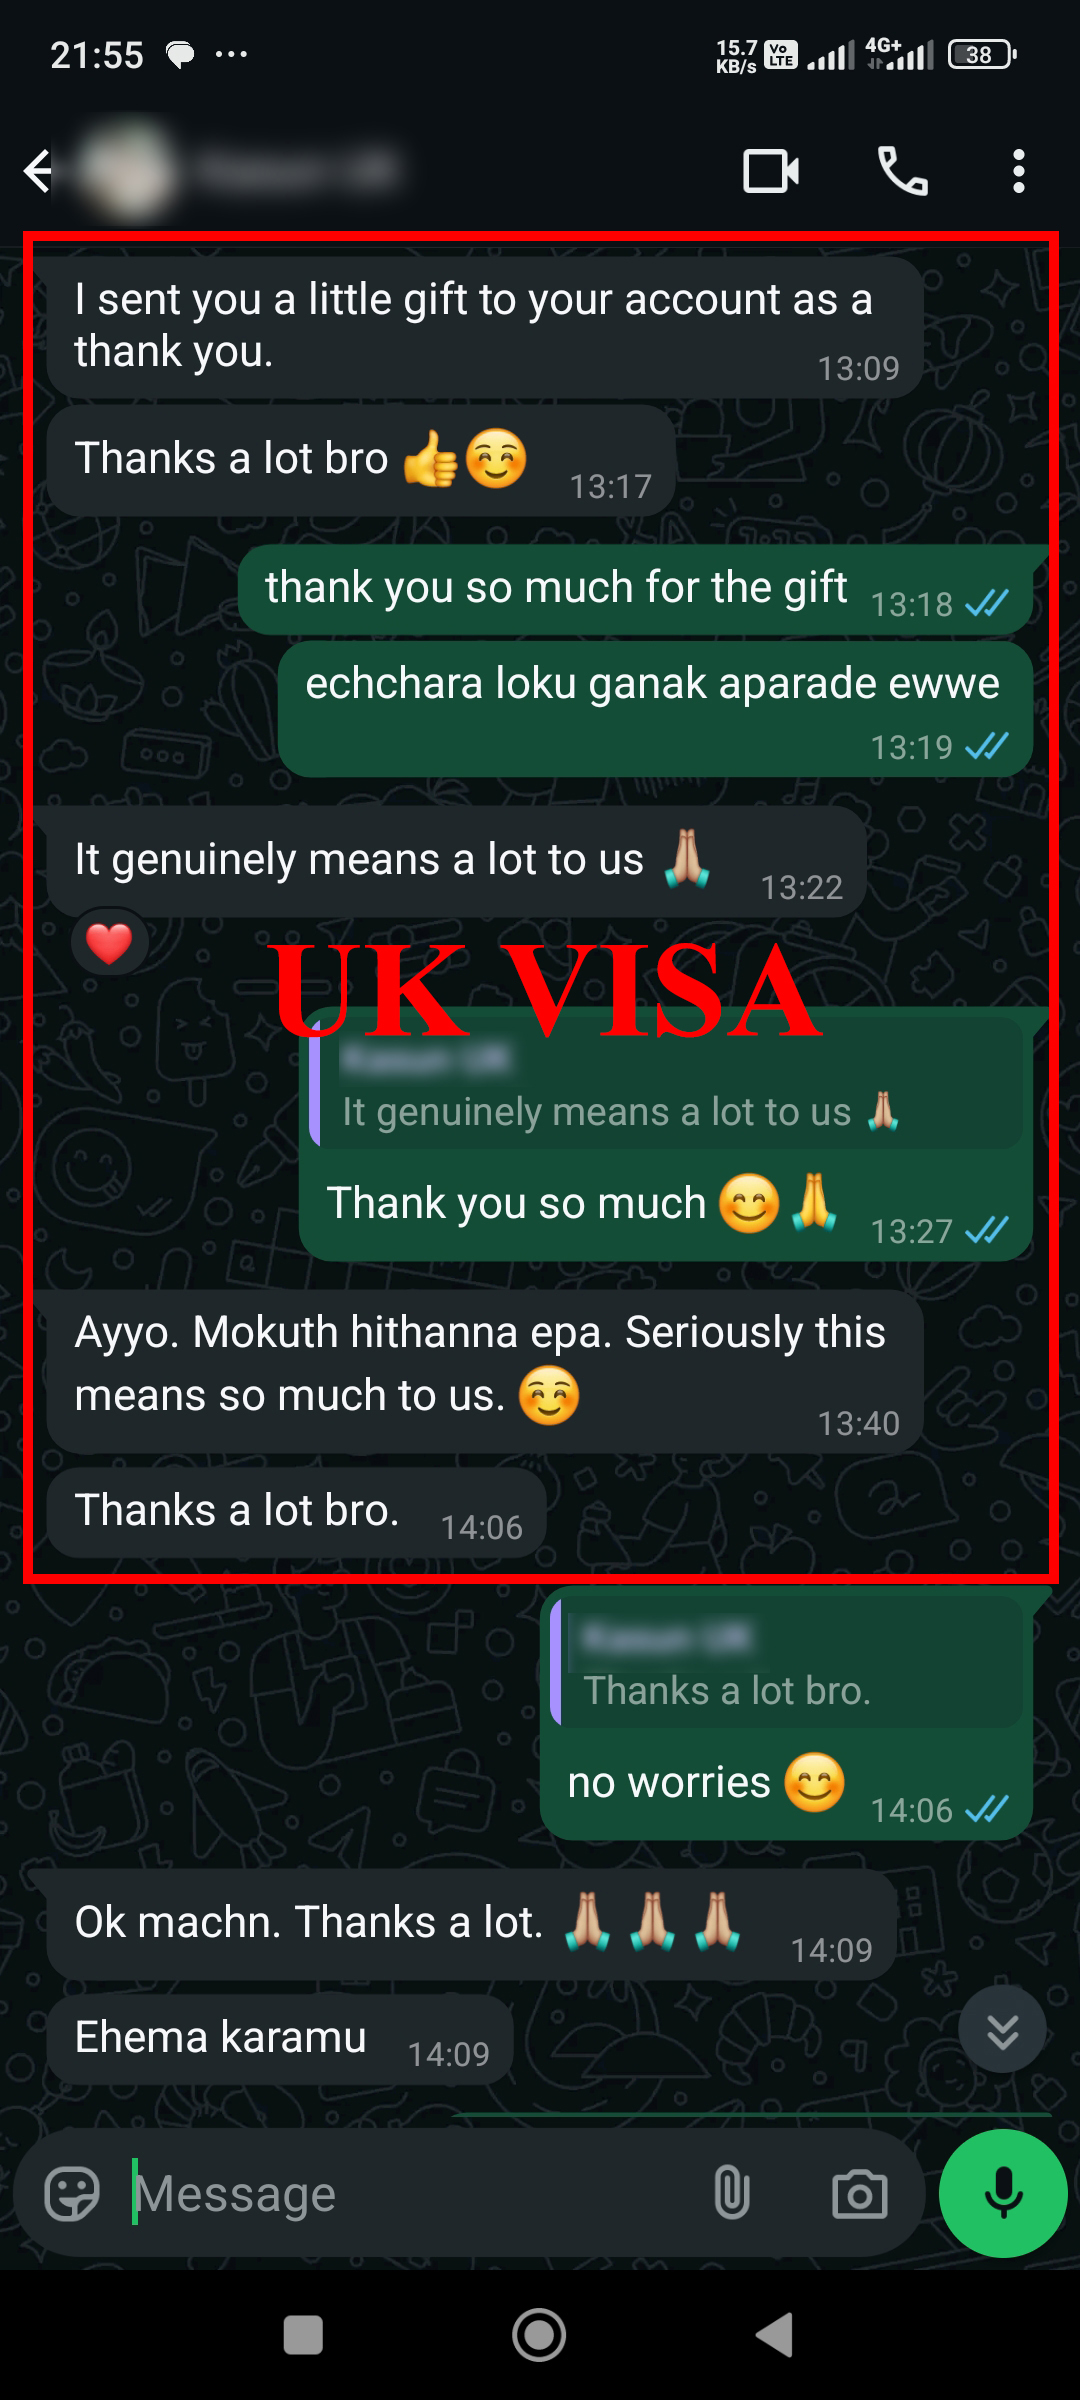 21:55
15.7
KB/s
Vo
LTE
4G+
38
I sent you a little gift to your account as a
thank you.
13:09
Thanks a lot bro 👍☺️
13:17
thank you so much for the gift
13:18
echchara loku ganak aparade ewwe
13:19
It genuinely means a lot to us 🙏🏼
13:22
❤️
UK VISA
It genuinely means a lot to us 🙏🏼
Thank you so much 😊🙏
13:27
Ayyo. Mokuth hithanna epa. Seriously this
means so much to us. ☺️
13:40
Thanks a lot bro.
14:06
Thanks a lot bro.
no worries 😊
14:06
Ok machn. Thanks a lot. 🙏🏼🙏🏼🙏🏼
14:09
Ehema karamu
14:09
Message